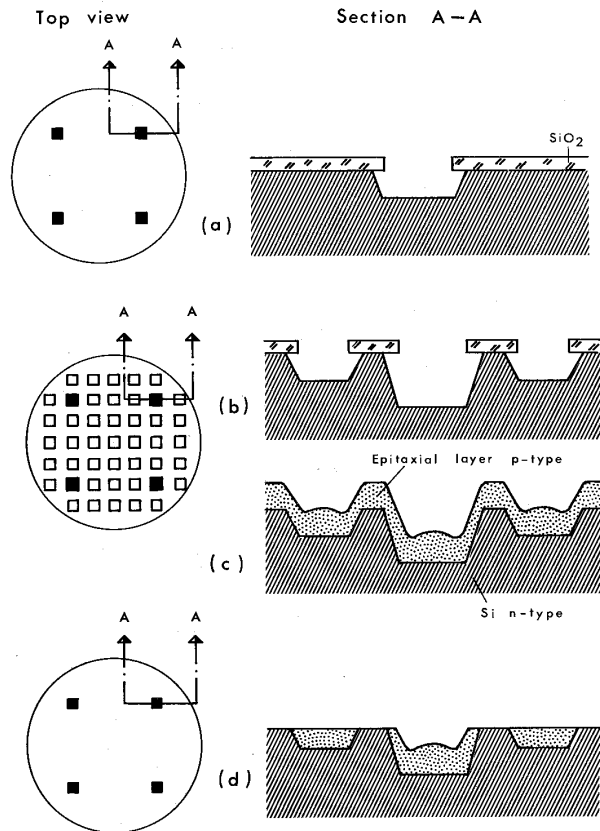 Top view
Section A-A
A A
SiO2
(a)
A A
(b)
Epitaxial layer p-type
(c)
Si n-type
A A
(d)